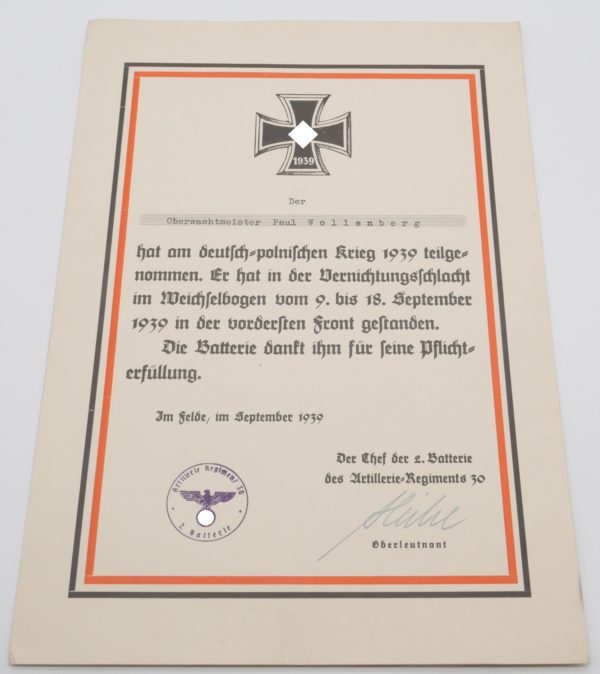 1939
Der
Oberwachtmeister Paul Wollenberg
hat am deutsch-polnischen Krieg 1939 teilge-
nommen. Er hat in der Vernichtungsschlacht
im Weichselbogen vom 9. bis 18. September
1939 in der vordersten Front gestanden.
Die Batterie dankt ihm für seine Pflicht-
erfüllung.
Im Felde, im September 1939
Der Chef der 2. Batterie
des Artillerie-Regiments 30
Oberleutnant
Artillerie Regiment 30
2. Batterie